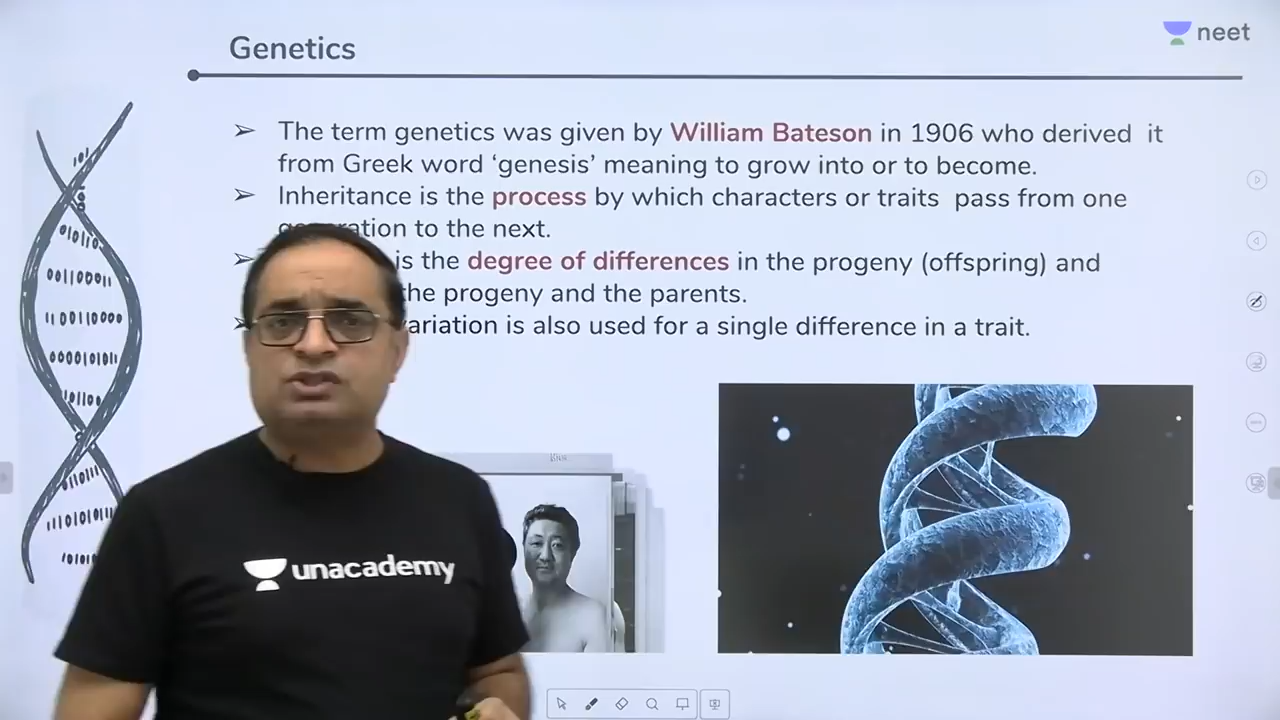 Genetics
neet
➢ The term genetics was given by William Bateson in 1906 who derived it
from Greek word ‘genesis’ meaning to grow into or to become.
➢ Inheritance is the process by which characters or traits pass from one
generation to the next.
➢ is the degree of differences in the progeny (offspring) and
the progeny and the parents.
➢ variation is also used for a single difference in a trait.
unacademy